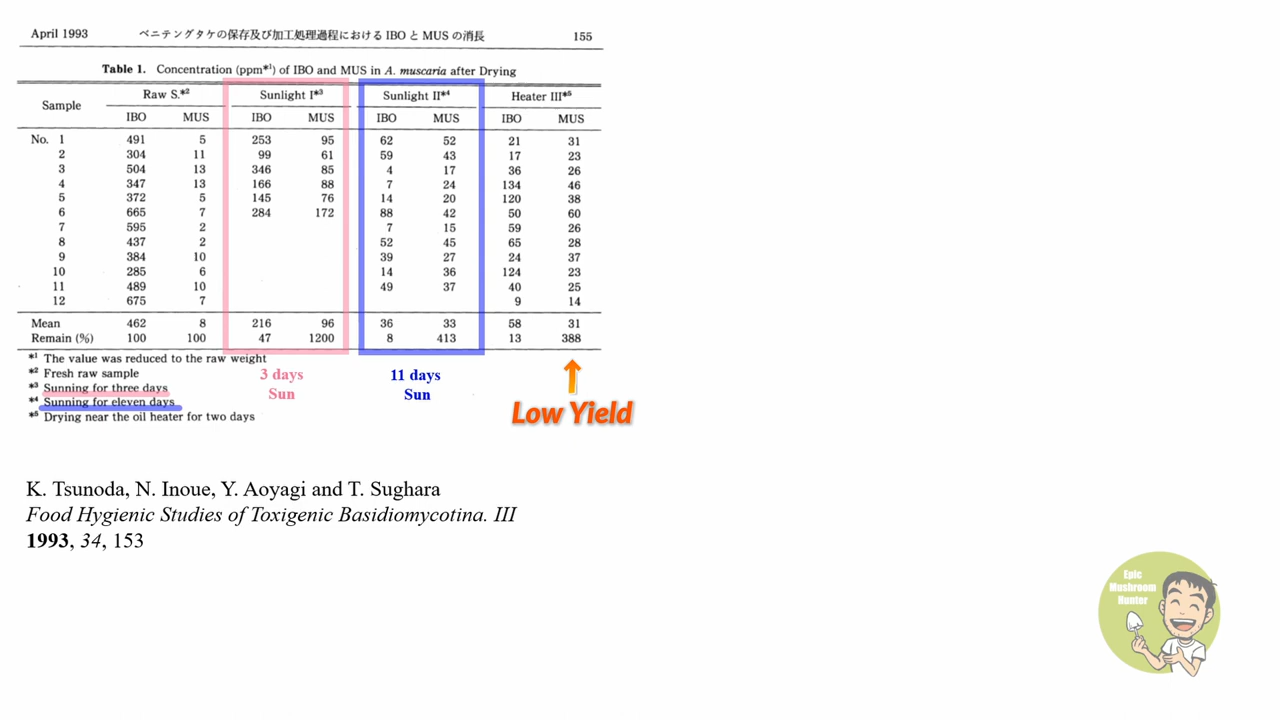 April 1993 ベニテングタケの保存及び加工処理過程における IBO と MUS の消長 155
Table 1. Concentration (ppm*1) of IBO and MUS in A. muscaria after Drying
Sample Raw S.*2 Sunlight I*3 Sunlight II*4 Heater III*5
IBO MUS IBO MUS IBO MUS IBO MUS
No. 1 491 5 253 95 62 52 21 31
2 304 11 99 61 59 43 17 23
3 504 13 346 85 4 17 36 26
4 347 13 166 88 7 24 134 46
5 372 5 145 76 14 20 120 38
6 665 7 284 172 88 42 50 60
7 595 2 7 15 59 26
8 437 2 52 45 65 28
9 384 10 39 27 24 37
10 285 6 14 36 124 23
11 489 10 49 37 40 25
12 675 7 9 14
Mean 462 8 216 96 36 33 58 31
Remain (%) 100 100 47 1200 8 413 13 388
*1 The value was reduced to the raw weight
*2 Fresh raw sample
*3 Sunning for three days
*4 Sunning for eleven days
*5 Drying near the oil heater for two days
3 days
Sun
11 days
Sun
Low Yield
K. Tsunoda, N. Inoue, Y. Aoyagi and T. Sughara
Food Hygienic Studies of Toxigenic Basidiomycotina. III
1993, 34, 153
Epic
Mushroom
Hunter